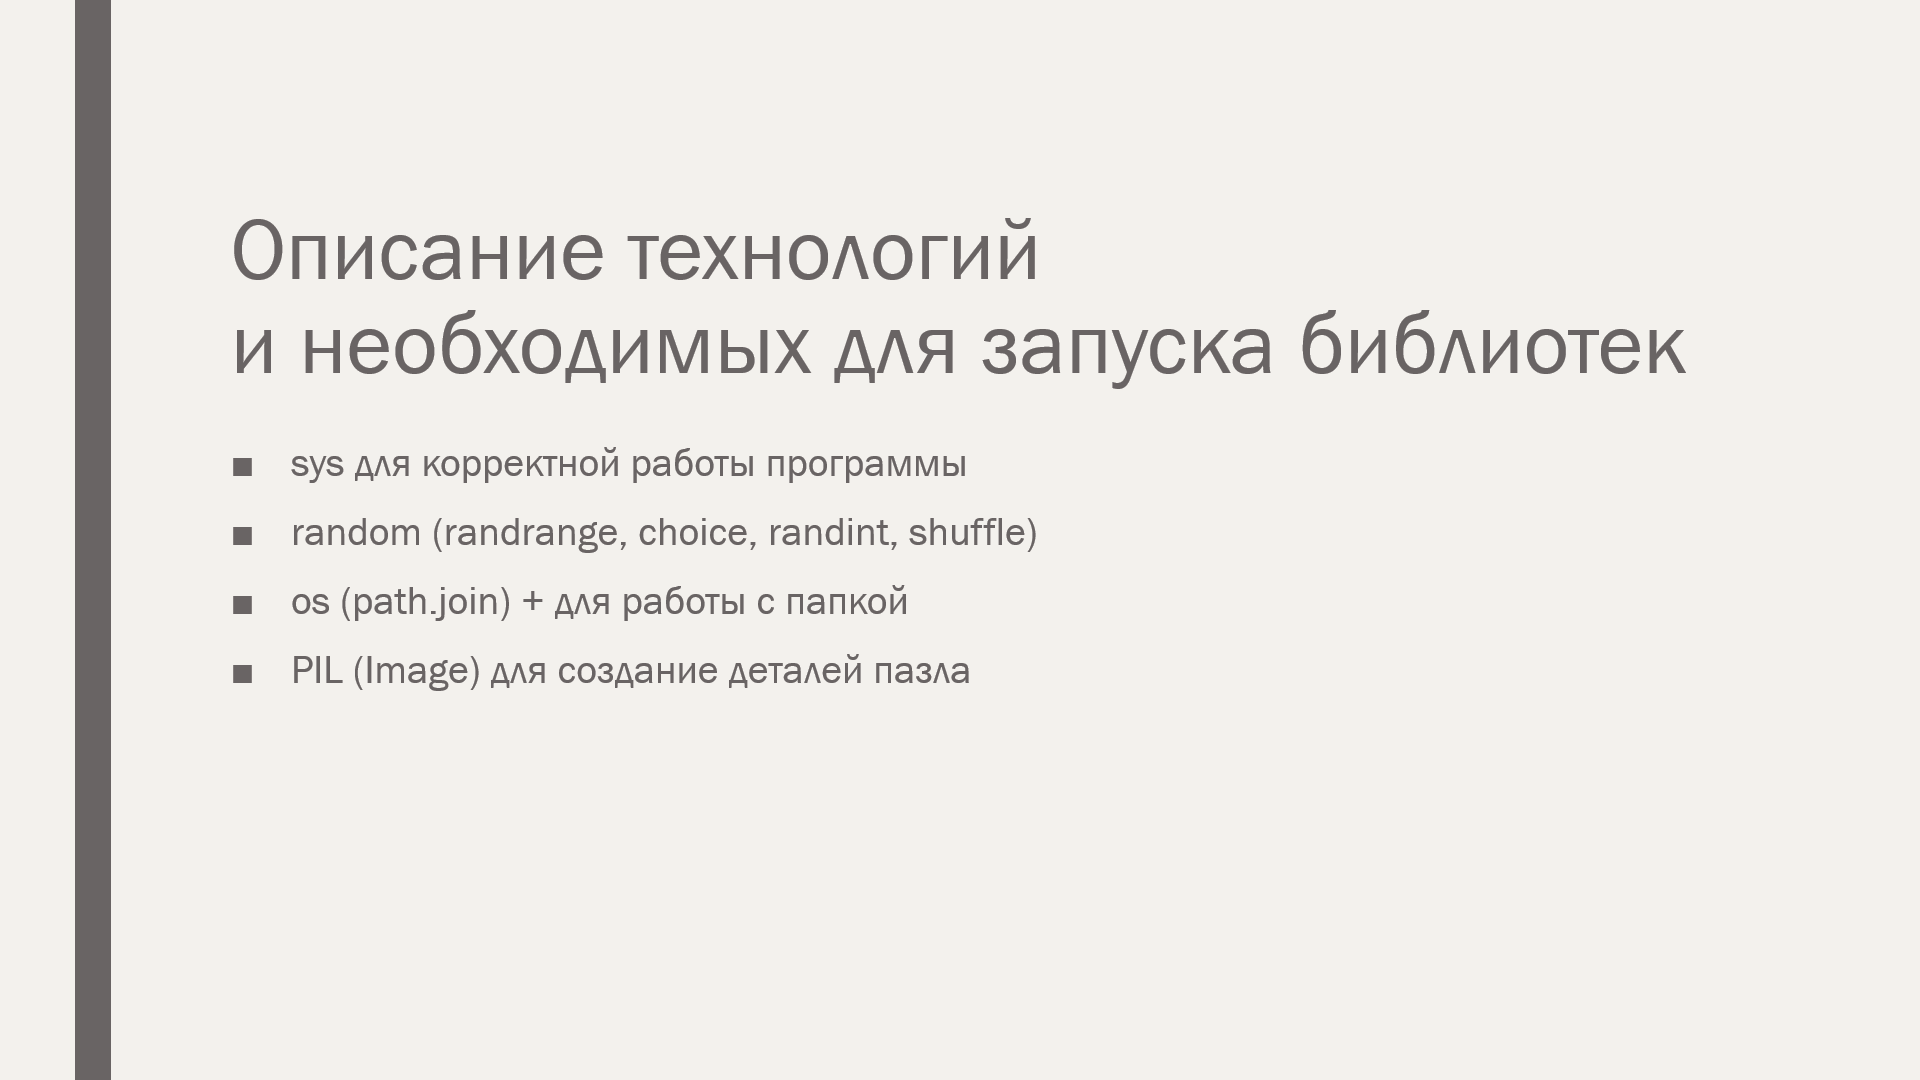 Описание технологий
и необходимых для запуска библиотек
▪ sys для корректной работы программы
▪ random (randrange, choice, randint, shuffle)
▪ os (path.join) + для работы с папкой
▪ PIL (Image) для создание деталей пазла